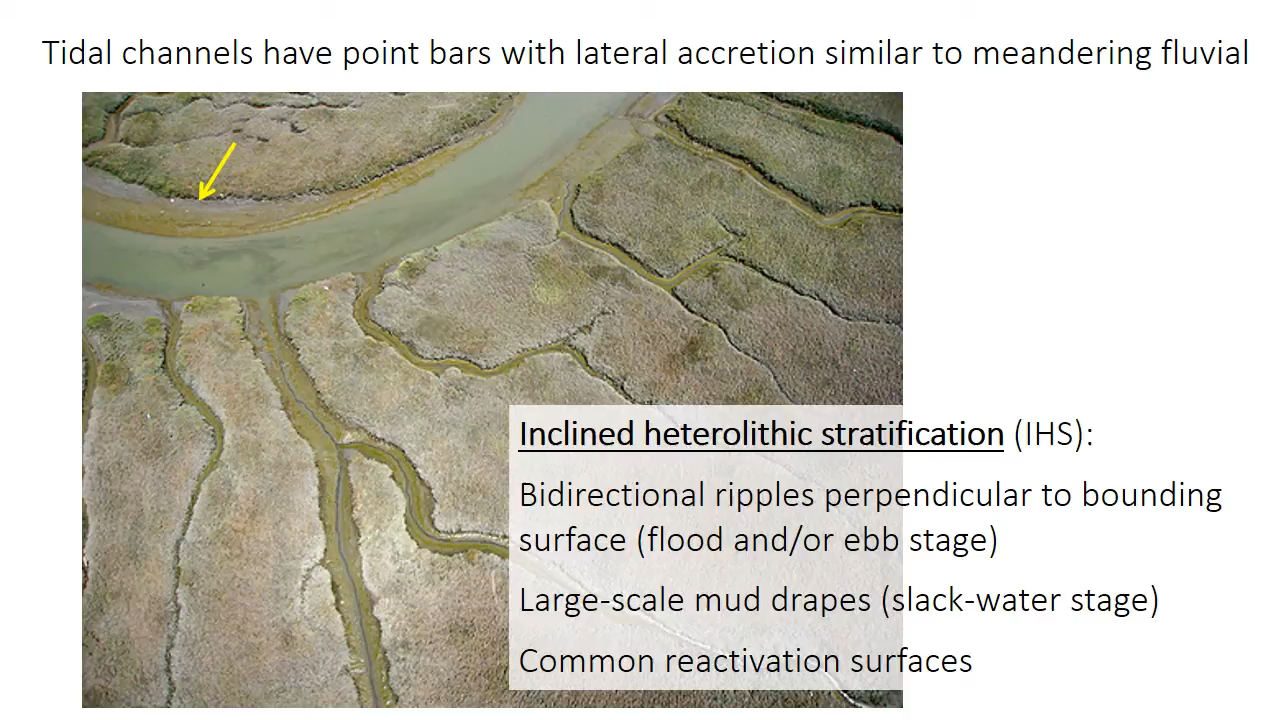 Tidal channels have point bars with lateral accretion similar to meandering fluvial
Inclined heterolithic stratification (IHS):
Bidirectional ripples perpendicular to bounding
surface (flood and/or ebb stage)
Large-scale mud drapes (slack-water stage)
Common reactivation surfaces